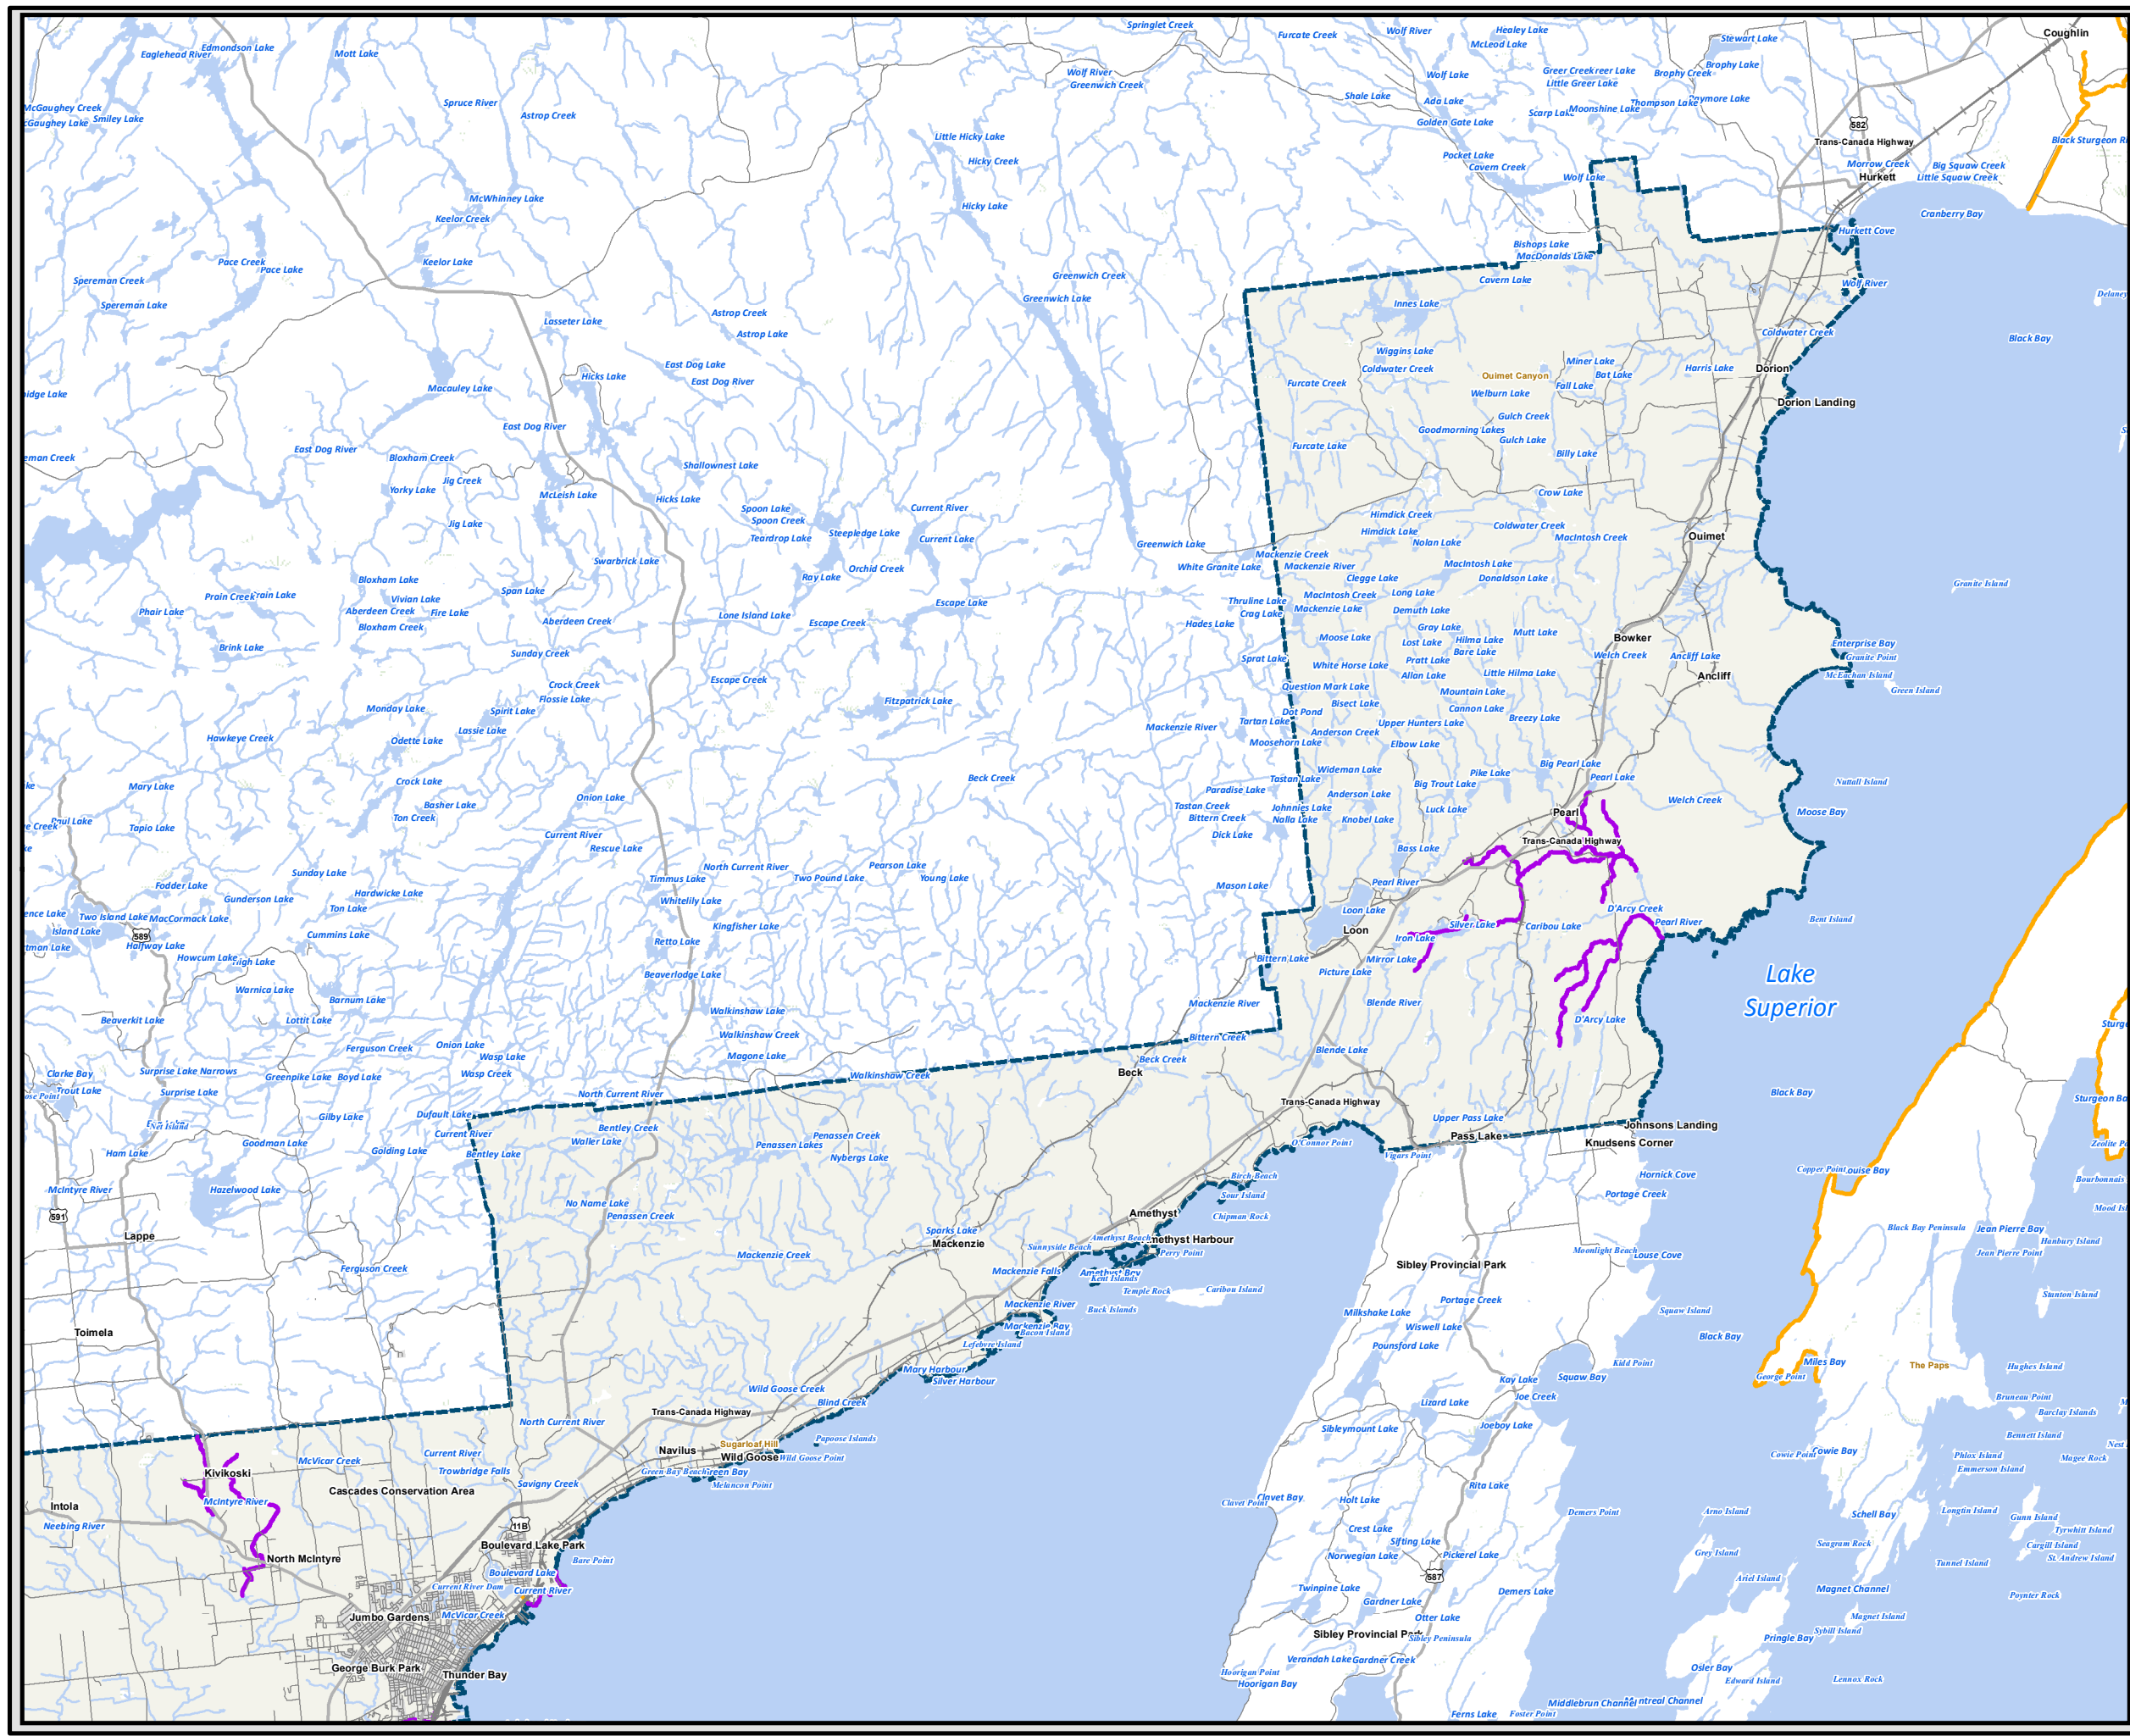 Springlet Creek
Coughlin
Edmondson Lake
Eaglehead River
Mott Lake
Furcate Creek
Wolf River
Healey Lake
McLeod Lake
Stewart Lake
Wolf River
Greenwich Creek
Wolf Lake
Little Greer Lake
Brophy Creek
Brophy Lake
McGaughey Creek
Smiley Lake
Spruce River
Astrop Creek
Shale Lake
Ada Lake
Golden Gate Lake
Scarp Lake
Moonshine Lake
Thompson Lake
582
Trans-Canada Highway
Little Hicky Lake
Hicky Creek
Pocket Lake
Cavern Creek
Wolf Lake
Morrow Creek
Hurkett
Big Squaw Creek
Little Squaw Creek
McWhinney Lake
Keelor Creek
Hicky Lake
Cranberry Bay
Hurkett Cove
Pace Creek
Pace Lake
Keelor Lake
Bishops Lake
MacDonalds Lake
Cavern Lake
Spereman Creek
Spereman Lake
Greenwich Creek
Greenwich Lake
Innes Lake
Wolf River
Lasseter Lake
Astrop Creek
Astrop Lake
Coldwater Creek
Black Bay
Wiggins Lake
Coldwater Creek
Miner Lake
Bat Lake
Harris Lake
Dorion
East Dog Lake
East Dog River
Hicks Lake
Macauley Lake
Furcate Creek
Ouimet Canyon
Fall Lake
Welburn Lake
Dorion Landing
East Dog River
East Dog River
Gulch Creek
Goodmorning Lakes
Gulch Lake
Furcate Lake
Billy Lake
Bloxham Creek
Jig Creek
Yorky Lake
McLeish Lake
Shallownest Lake
Hicks Lake
Crow Lake
Jig Lake
Spoon Lake
Spoon Creek
Teardrop Lake
Steepledge Lake
Current River
Current Lake
Himdick Creek
Himdick Lake
Nolan Lake
Coldwater Creek
MacIntosh Creek
Ouimet
Swarbrick Lake
Orchid Creek
Ray Lake
Greenwich Lake
White Granite Lake
Mackenzie Creek
Mackenzie River
MacIntosh Lake
Clegge Lake
Donaldson Lake
Granite Island
Bloxham Lake
Vivian Lake
Aberdeen Creek
Fire Lake
Bloxham Creek
Span Lake
Prain Creek
Phair Lake
Brink Lake
Aberdeen Creek
Sunday Creek
Lone Island Lake
Escape Creek
Escape Lake
Thruline Lake
Crag Lake
Hades Lake
MacIntosh Creek
Mackenzie Lake
Long Lake
Demuth Lake
Gray Lake
Mutt Lake
Moose Lake
Lost Lake
Hilma Lake
Bare Lake
Bowker
Welch Creek
Ancliff Lake
Ancliff
Enterprise Bay
Granite Point
McEachan Island
Green Island
Sprat Lake
White Horse Lake
Pratt Lake
Allan Lake
Little Hilma Lake
Question Mark Lake
Mountain Lake
Crock Creek
Flossie Lake
Escape Creek
Fitzpatrick Lake
Monday Lake
Spirit Lake
Lassie Lake
Odette Lake
Hawkeye Creek
Mackenzie River
Dot Pond
Tartan Lake
Moosehorn Lake
Bisect Lake
Anderson Creek
Upper Hunters Lake
Cannon Lake
Breezy Lake
Elbow Lake
Mary Lake
Crock Lake
Basher Lake
Ton Creek
Onion Lake
Beck Creek
Tastan Lake
Wideman Lake
Pike Lake
Big Pearl Lake
Pearl Lake
Big Trout Lake
Nuttall Island
Paul Lake
Tapio Lake
Current River
Rescue Lake
Paradise Lake
Tastan Creek
Bittern Creek
Dick Lake
Johnnies Lake
Nalla Lake
Anderson Lake
Knobel Lake
Luck Lake
Pearl
Welch Creek
Moose Bay
Trans-Canada Highway
Bass Lake
Sunday Lake
Hardwicke Lake
Ton Lake
North Current River
Timmus Lake
Two Pound Lake
Pearson Lake
Young Lake
Whitelily Lake
Mason Lake
Pearl River
Loon Lake
Loon
Fodder Lake
Gunderson Lake
Two Island Lake
Island Lake
MacCormack Lake
589
Halfway Lake
Howcum Lake
Cummins Lake
Kingfisher Lake
Retto Lake
Beaverlodge Lake
Bittern Lake
Silver Lake
Iron Lake
Mirror Lake
Picture Lake
Caribou Lake
D'Arcy Creek
Pearl River
Bent Island
Lake
Superior
Warnica Lake
Barnum Lake
Lottit Lake
Beaverkit Lake
Walkinshaw Lake
Walkinshaw Creek
Magone Lake
Mackenzie River
Bittern Creek
Blende River
D'Arcy Lake
Ferguson Creek
Onion Lake
Wasp Lake
Wasp Creek
Blende Lake
Beck Creek
Beck
Clarke Bay
Trout Lake
Surprise Lake Narrows
Surprise Lake
Greenpike Lake
Boyd Lake
Walkinshaw Creek
North Current River
Trans-Canada Highway
Black Bay
Net Island
Gilby Lake
Dufault Lake
Current River
Bentley Lake
Bentley Creek
Waller Lake
Penassen Creek
Penassen Lakes
Nybergs Lake
O'Connor Point
Upper Pass Lake
Pass Lake
Vigars Point
Johnsons Landing
Knudsens Corner
Ham Lake
Goodman Lake
Golding Lake
Copper Point
Birch Beach
Sour Island
Chipman Rock
Hornick Cove
Portage Creek
McIntyre River
Hazelwood Lake
591
Lappe
No Name Lake
Penassen Creek
Amethyst
Sparks Lake
Mackenzie
Sunnyside Beach
Amethyst Beach
Perry Point
Black Bay Peninsula
Jean Pierre Bay
Jean Pierre Point
Hanbury Island
Mackenzie Creek
Ferguson Creek
Mackenzie Falls
Amethyst Bay
Kent Islands
Temple Rock
Caribou Island
Sibley Provincial Park
Moonlight Beach
Stanton Island
Mackenzie River
Mackenzie Bay
Bacon Island
Buck Islands
Portage Creek
Milkshake Lake
Wiswell Lake
Pounsford Lake
Squaw Island
Black Bay
Toimela
Lefebvre Island
Mary Harbour
Silver Harbour
Kidd Point
Squaw Bay
Miles Bay
George Point
The Paps
Hughes Island
Kay Lake
Joe Creek
Lizard Lake
Joeboy Lake
Sibleymount Lake
Bruneau Point
Barclay Islands
Bennett Island
Wild Goose Creek
Blind Creek
Trans-Canada Highway
North Current River
Papoose Islands
Navilus
Sugarloaf Hill
Wild Goose
Wild Goose Point
Green Bay Beach
Melancon Point
Current River
Trowbridge Falls
Savigny Creek
McVicar Creek
Cascades Conservation Area
Kivikoski
McIntyre River
Intola
Neebing River
Cowie Point
Cowie Bay
Phlox Island
Emmerson Island
Magee Rock
Clavet Bay
Clavet Point
Holt Lake
Rita Lake
Demers Point
Arno Island
Schell Bay
Longtin Island
Gunn Island
Tyrwhitt Island
Cargill Island
St. Andrew Island
11B
Boulevard Lake Park
Bare Point
Boulevard Lake
Current River
Current River Dam
McVicar Creek
North McIntyre
Crest Lake
Sifting Lake
Norwegian Lake
Pickerel Lake
Grey Island
Seagram Rock
Tunnel Island
587
Twinpine Lake
Gardner Lake
Otter Lake
Demers Lake
Ariel Island
Magnet Channel
Magnet Island
Sybill Island
Poynter Rock
Jumbo Gardens
George Burk Park
Thunder Bay
Sibley Provincial Park
Sibley Peninsula
Verandah Lake
Gardner Creek
Hoorigan Point
Hoorigan Bay
Pringle Bay
Osler Bay
Edward Island
Lennox Rock
Middlebrun Channel
Ferns Lake
Foster Point